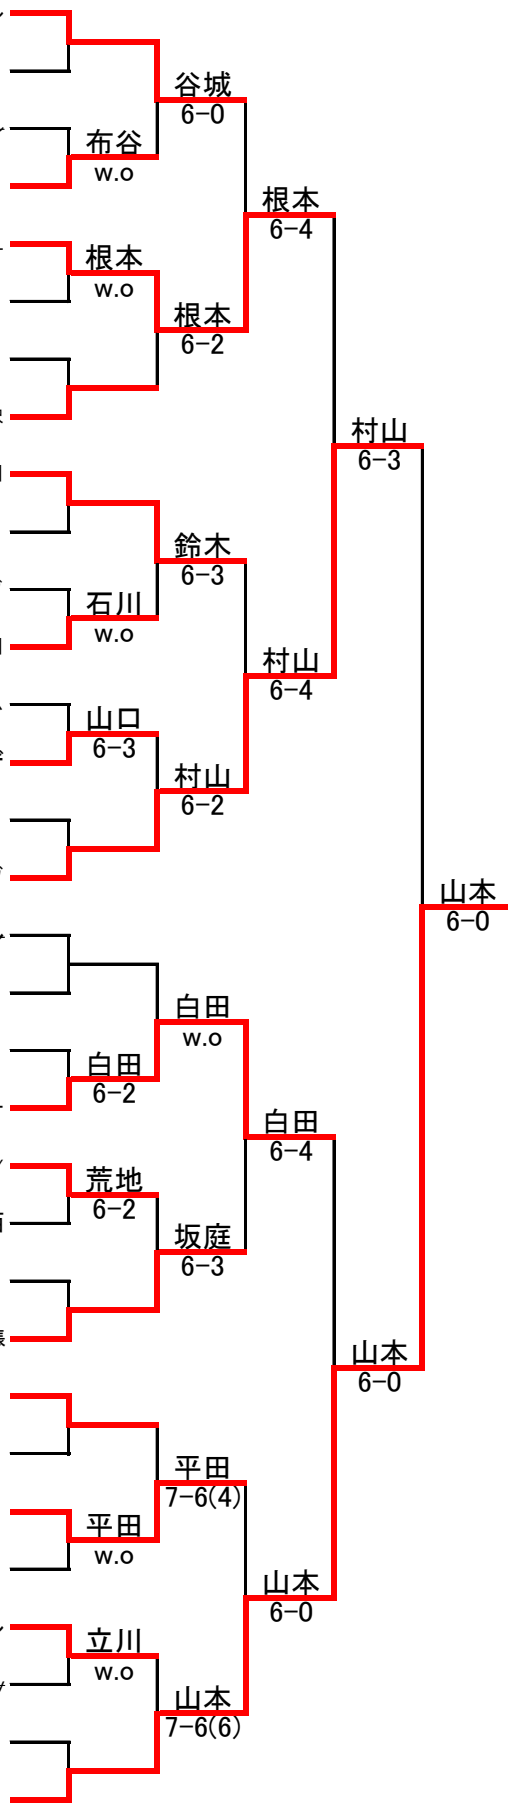 谷城
6-0
布谷
w.o
根本
6-4
根本
w.o
根本
6-2
村山
6-3
鈴木
6-3
石川
w.o
村山
6-4
山口
6-3
村山
6-2
山本
6-0
白田
w.o
白田
6-2
白田
6-4
荒地
6-2
坂庭
6-3
山本
6-0
平田
7-6(4)
平田
w.o
山本
6-0
立川
w.o
山本
7-6(6)